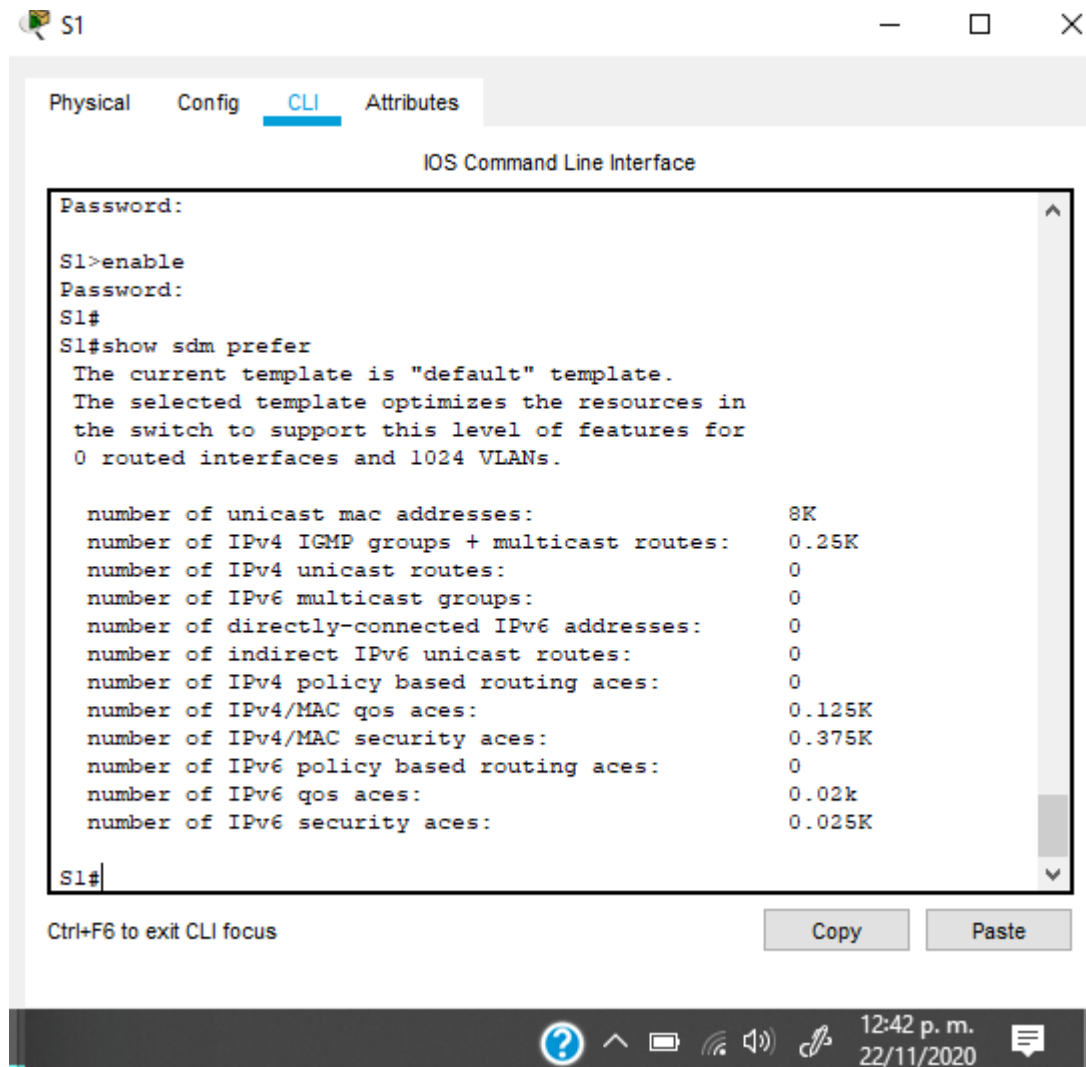 S1
Physical Config CLI Attributes
IOS Command Line Interface
Password:
S1>enable
Password:
S1#
S1#show sdm prefer
The current template is "default" template.
The selected template optimizes the resources in
the switch to support this level of features for
0 routed interfaces and 1024 VLANs.
number of unicast mac addresses: 8K
number of IPv4 IGMP groups + multicast routes: 0.25K
number of IPv4 unicast routes: 0
number of IPv6 multicast groups: 0
number of directly-connected IPv6 addresses: 0
number of indirect IPv6 unicast routes: 0
number of IPv4 policy based routing aces: 0
number of IPv4/MAC qos aces: 0.125K
number of IPv4/MAC security aces: 0.375K
number of IPv6 policy based routing aces: 0
number of IPv6 qos aces: 0.02k
number of IPv6 security aces: 0.025K
S1#
Ctrl+F6 to exit CLI focus Copy Paste
12:42 p. m.
22/11/2020